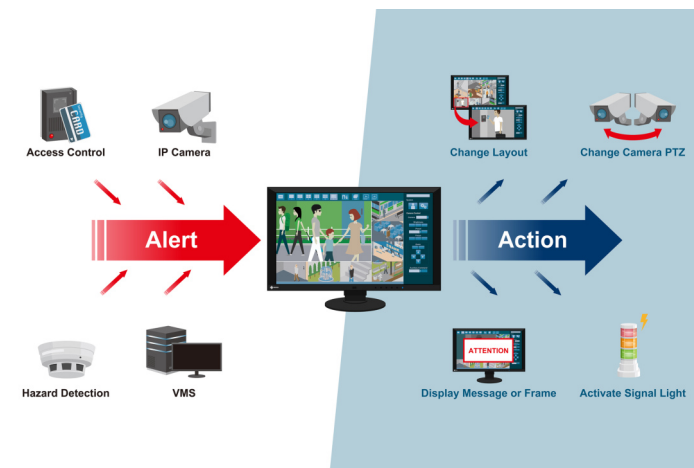 CARD
Access Control
IP Camera
Change Layout
Change Camera PTZ
Alert
Action
ATTENTION
Hazard Detection
VMS
Display Message or Frame
Activate Signal Light